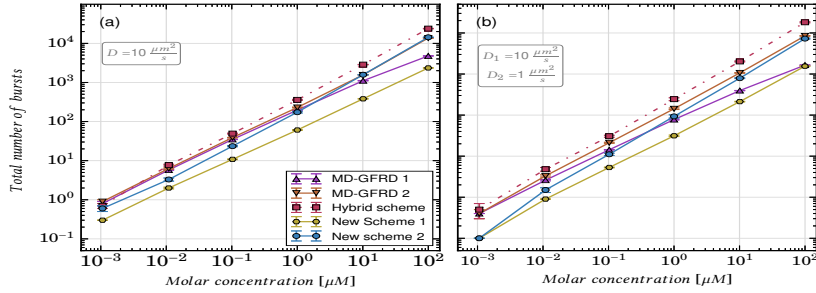 (a)
D = 10 μm²/s
Total number of bursts
10⁴
10³
10²
10¹
10⁰
10⁻¹
MD-GFRD 1
MD-GFRD 2
Hybrid scheme
New Scheme 1
New scheme 2
10⁻³ 10⁻² 10⁻¹ 10⁰ 10¹ 10²
Molar concentration [μM]
(b)
D₁ = 10 μm²/s
D₂ = 1 μm²/s
10⁻³ 10⁻² 10⁻¹ 10⁰ 10¹ 10²
Molar concentration [μM]